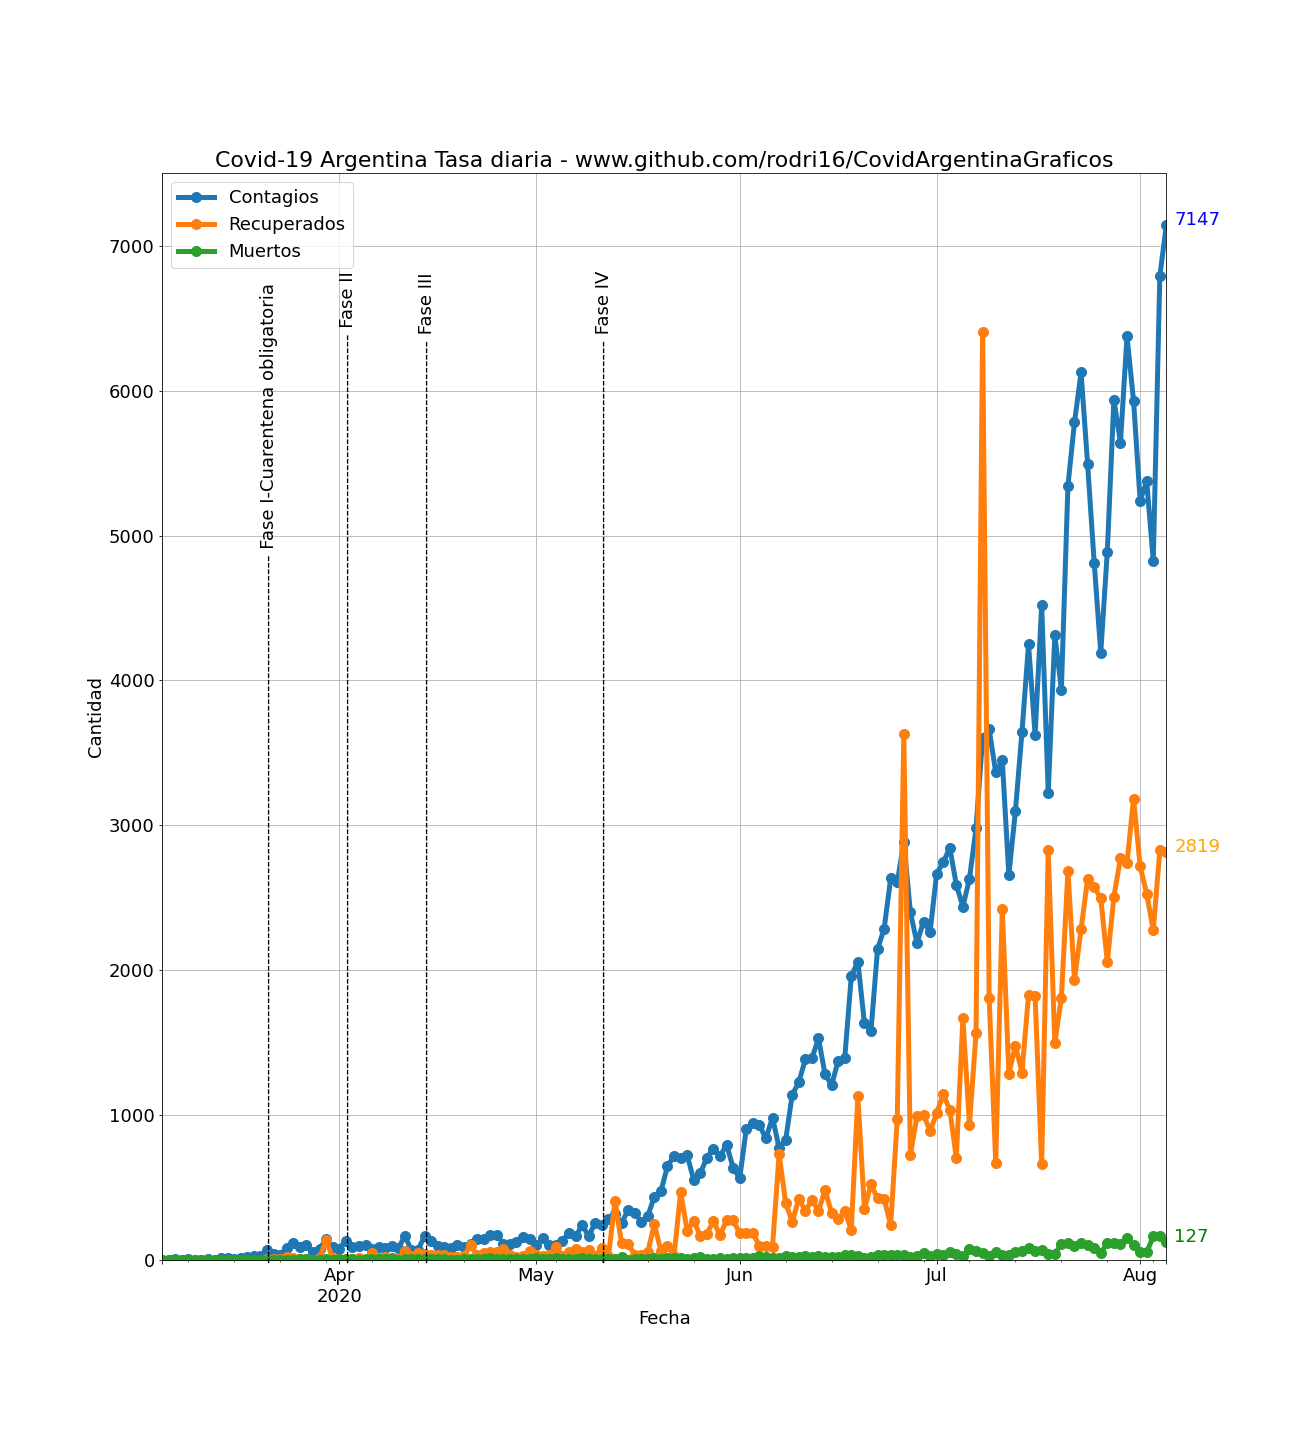 Covid-19 Argentina Tasa diaria - www.github.com/rodri16/CovidArgentinaGraficos
Contagios
Recuperados
Muertos
Fase I-Cuarentena obligatoria
Fase II
Fase III
Fase IV
7147
2819
127
Cantidad
7000
6000
5000
4000
3000
2000
1000
0
Apr
2020
May
Jun
Jul
Aug
Fecha